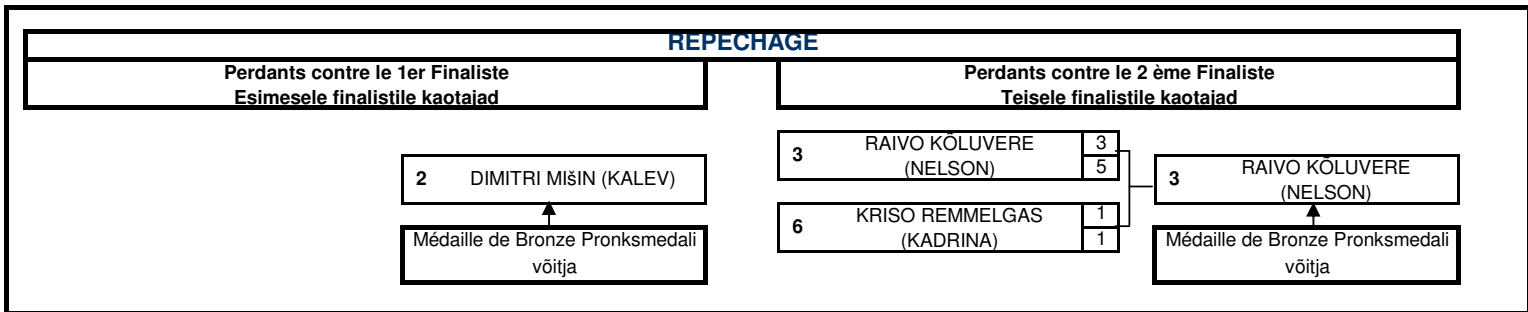 REPECHAGE
Perdants contre le 1er Finaliste
Esimesele finalistile kaotajad
Perdants contre le 2 ème Finaliste
Teisele finalistile kaotajad
2 DIMITRI MIšIN (KALEV)
Médaille de Bronze Pronksmedali
võitja
3 RAIVO KÕLUVERE
(NELSON)
3
5
6 KRISO REMMELGAS
(KADRINA)
1
1
3 RAIVO KÕLUVERE
(NELSON)
Médaille de Bronze Pronksmedali
võitja